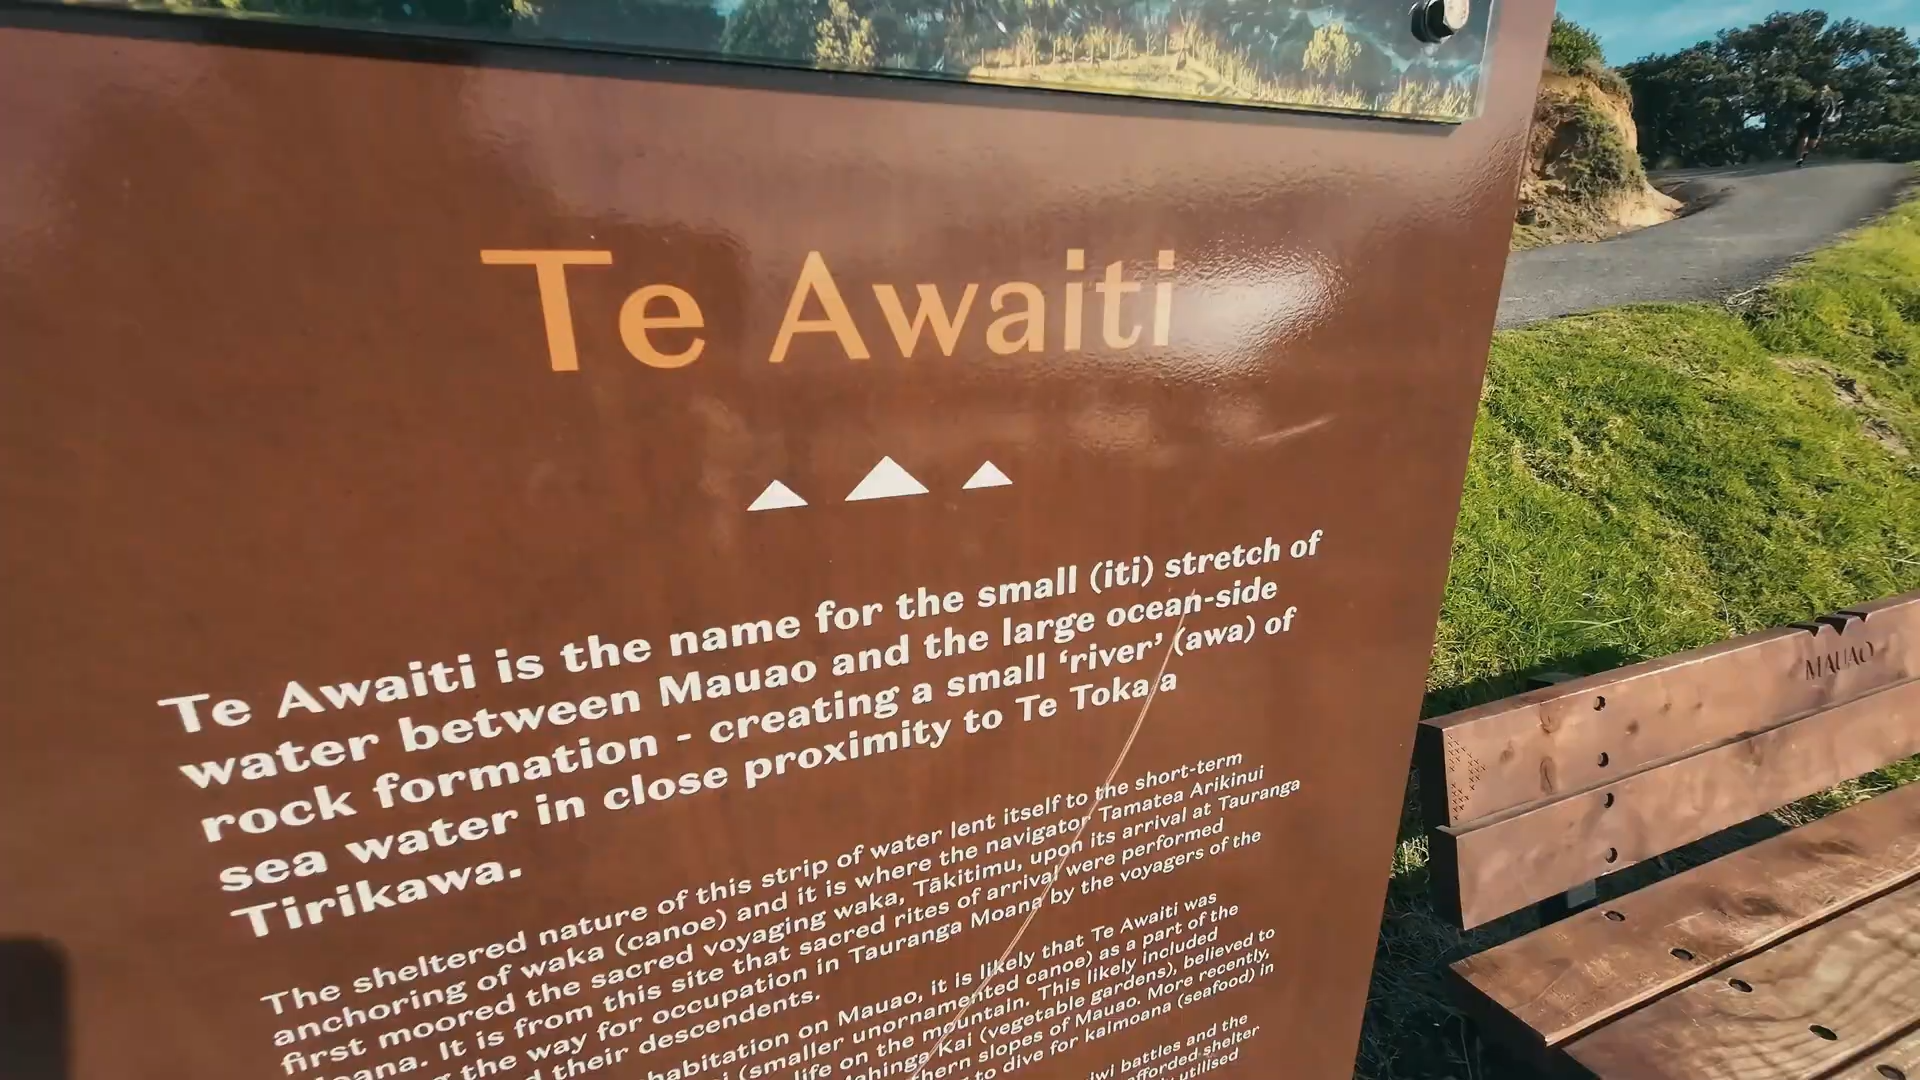 Te Awaiti
Te Awaiti is the name for the small (iti) stretch of
water between Mauao and the large ocean-side
rock formation - creating a small ‘river’ (awa) of
sea water in close proximity to Te Toka a
Tirikawa.
The sheltered nature of this strip of water lent itself to the short-term
anchoring of waka (canoe) and it is where the navigator Tamatea Arikinui
first moored the sacred voyaging waka, Tākitimu, upon its arrival at Tauranga
It is from this site that sacred rites of arrival were performed
the way for occupation in Tauranga Moana by the voyagers of the
their descendents.
on Mauao, it is likely that Te Awaiti was
(smaller unornamented canoe) as a part of the
life on the mountain. This likely included
Kai (vegetable gardens), believed to
slopes of Mauao. More recently,
to dive for kaimoana (seafood) in
battles and the
afforded shelter
utilised
MAUAO